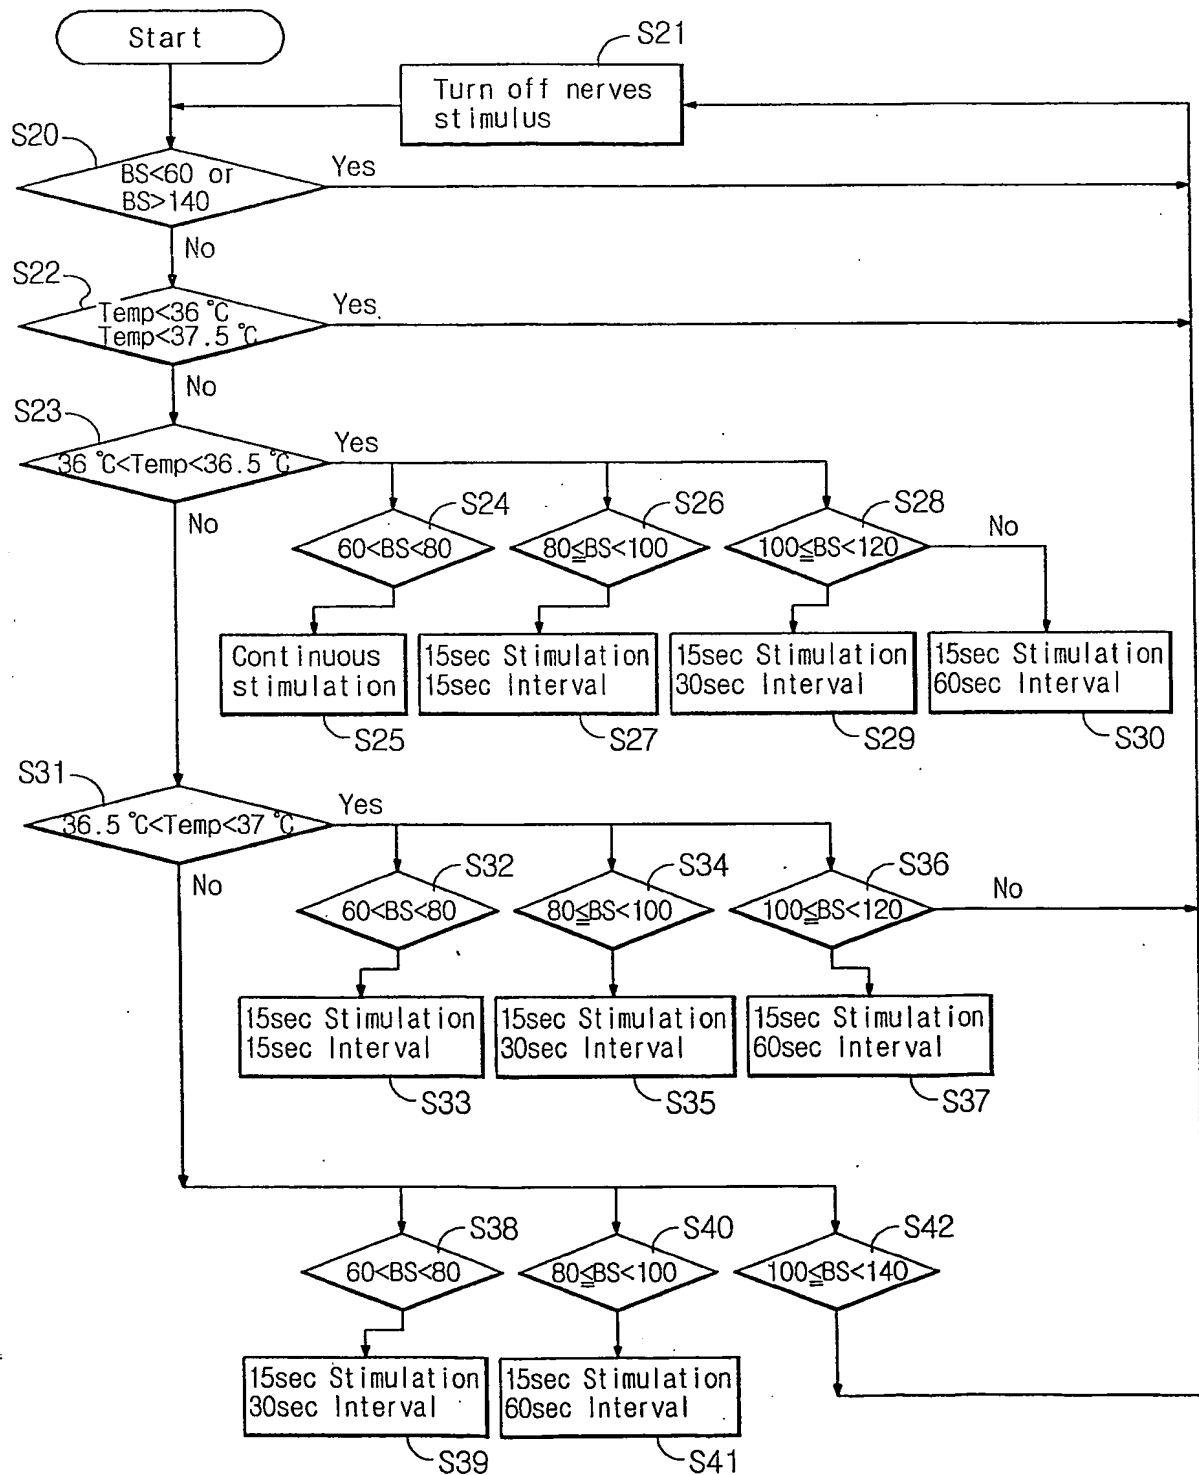 Start
S21
Turn off nerves
stimulus
S20
BS<60 or
BS>140
Yes
No
S22
Temp<36 ℃
Temp<37.5 ℃
Yes
No
S23
36 ℃<Temp<36.5 ℃
Yes
No
S24
60<BS<80
S26
80≦BS<100
S28
100≦BS<120
No
Continuous
stimulation
S25
15sec Stimulation
15sec Interval
S27
15sec Stimulation
30sec Interval
S29
15sec Stimulation
60sec Interval
S30
S31
36.5 ℃<Temp<37 ℃
Yes
No
S32
60<BS<80
S34
80≦BS<100
S36
100≦BS<120
No
15sec Stimulation
15sec Interval
S33
15sec Stimulation
30sec Interval
S35
15sec Stimulation
60sec Interval
S37
S38
60<BS<80
S40
80≦BS<100
S42
100≦BS<140
15sec Stimulation
30sec Interval
S39
15sec Stimulation
60sec Interval
S41